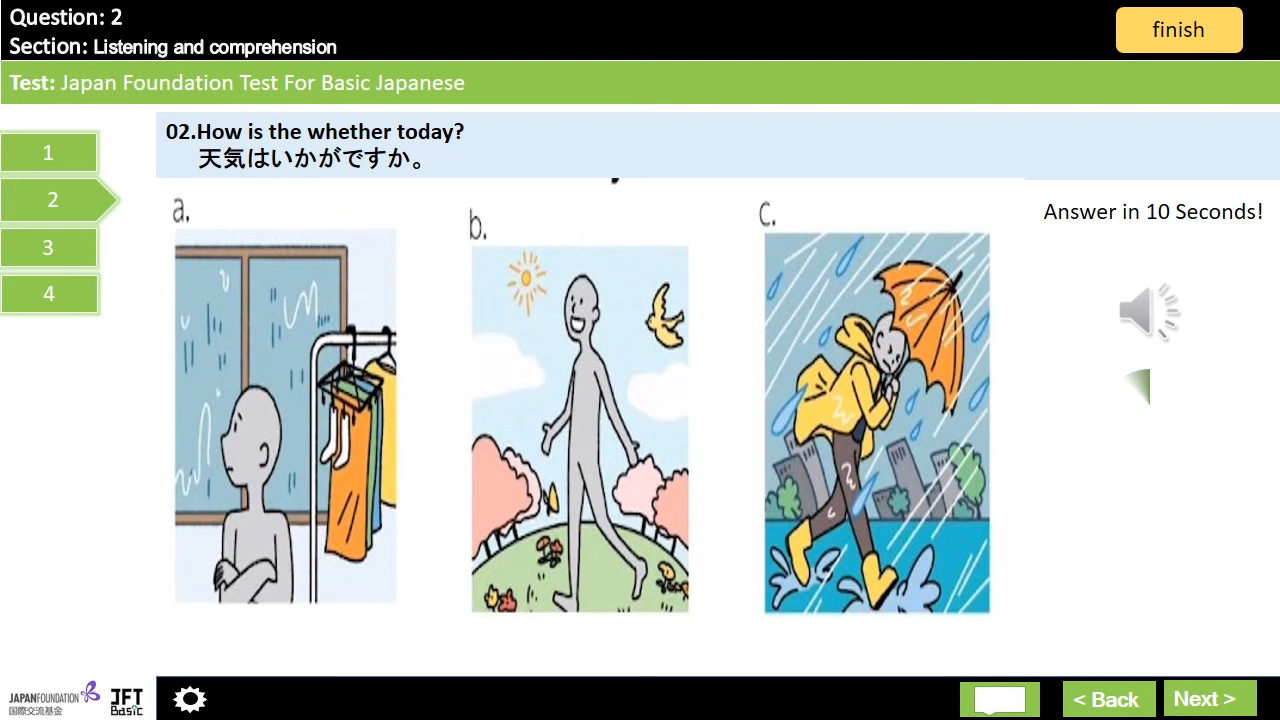 Question: 2
Section: Listening and comprehension
finish
Test: Japan Foundation Test For Basic Japanese
02.How is the whether today?
天気はいかがですか。
1
2
3
4
a.
b.
c.
Answer in 10 Seconds!
JAPANFOUNDATION
国際交流基金
JFT
Basic
< Back
Next >